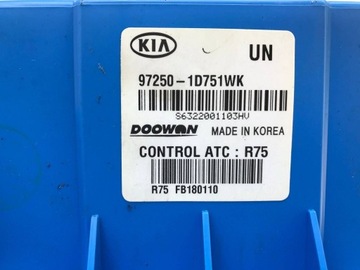 KIA UN
97250-1D751WK
S6322001103HV
DOOWON MADE IN KOREA
CONTROL ATC : R75
R75 FB180110